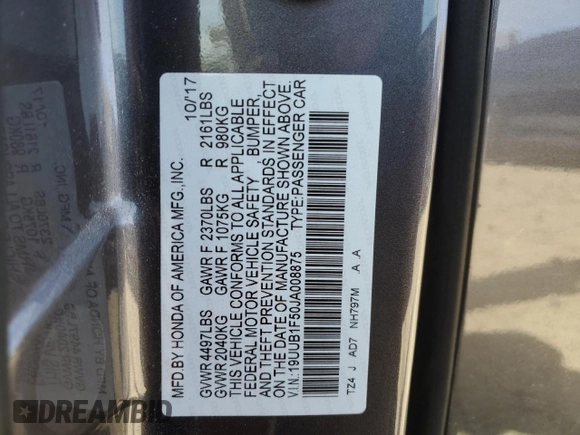 MFD.BY HONDA OF AMERICA MFG.,INC. 10/17
GVWR 4497LBS GAWR F 2370LBS R 2161LBS
GVWR 2040KG GAWR F 1075KG R 980KG
THIS VEHICLE CONFORMS TO ALL APPLICABLE
FEDERAL MOTOR VEHICLE SAFETY, BUMPER,
AND THEFT PREVENTION STANDARDS IN EFFECT
ON THE DATE OF MANUFACTURE SHOWN ABOVE.
V.I.N.:19UUB1F50JA008875 TYPE:PASSENGER CAR
TZ4 J AD7 NH797M A A
DREAMBID